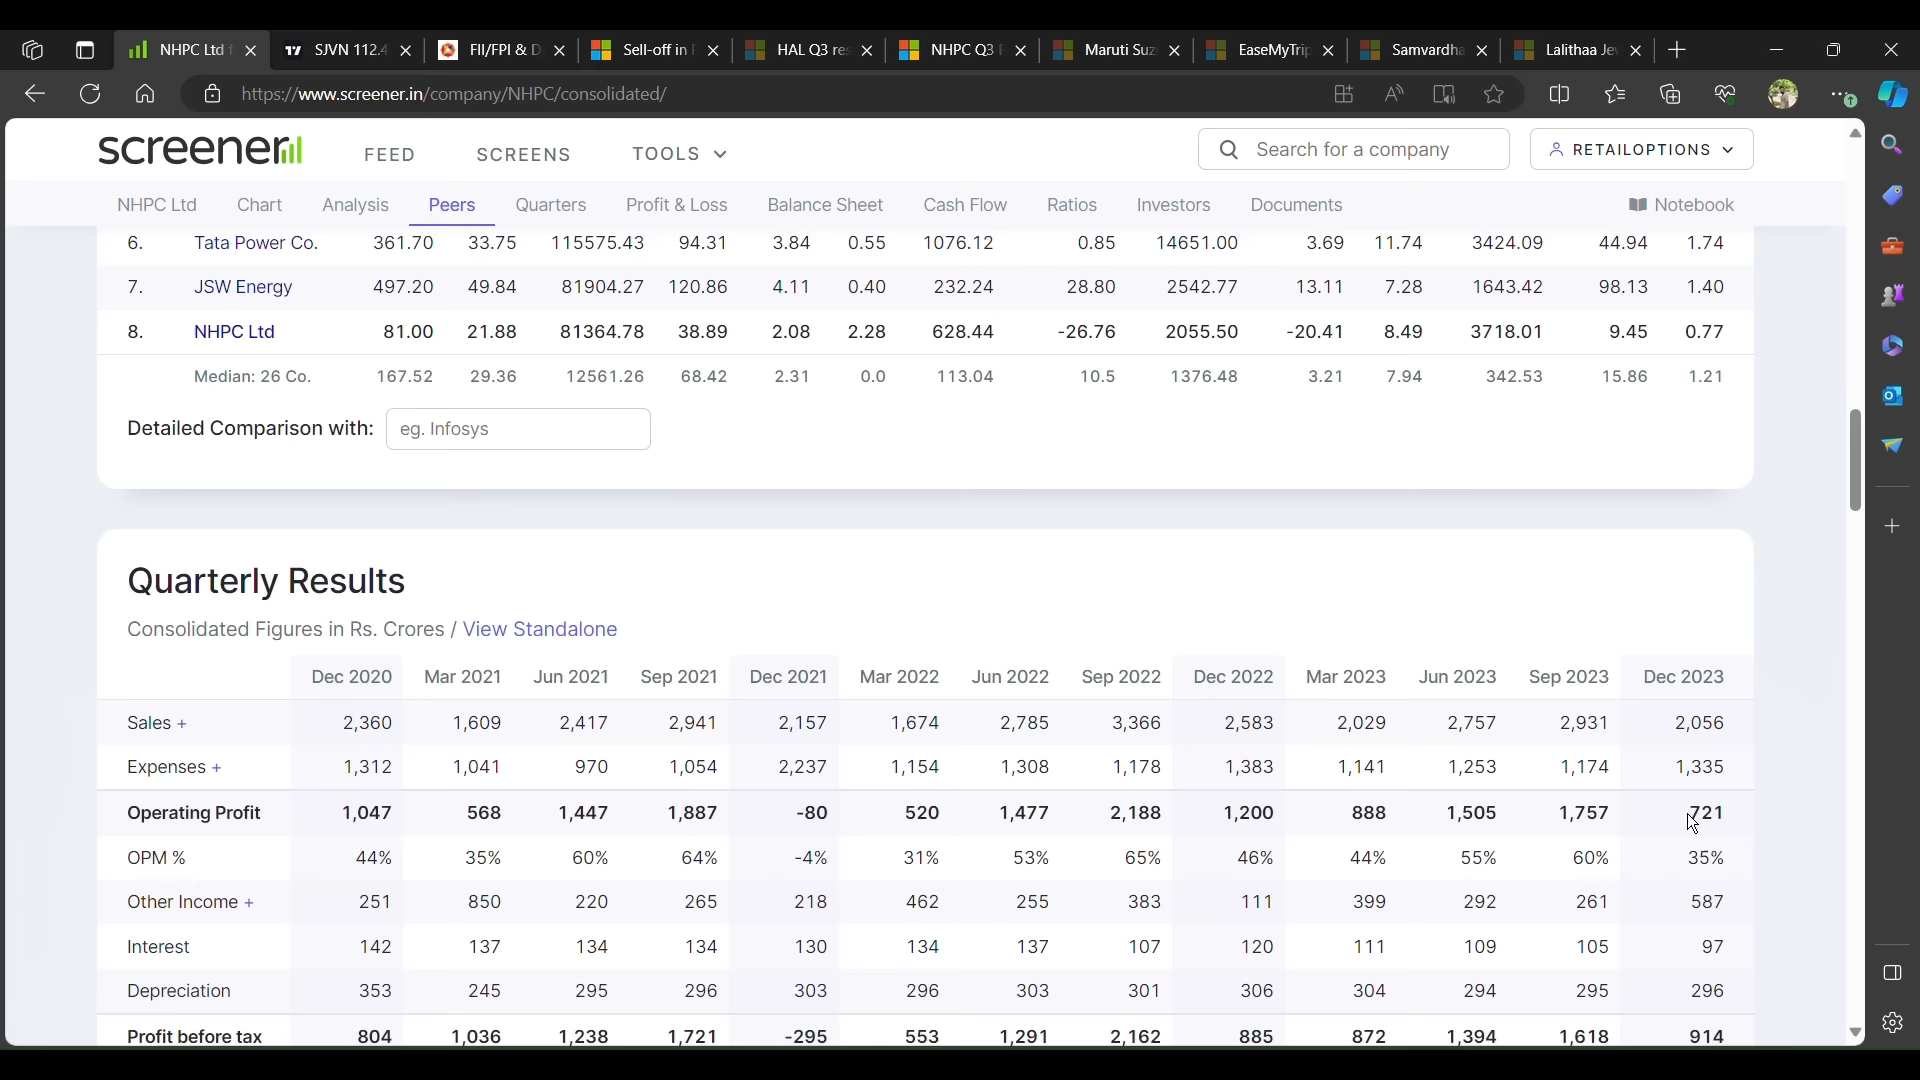 NHPC Ltd f
SJVN 112.4
FII/FPI & D
Sell-off in
HAL Q3 re
NHPC Q3
Maruti Suz
EaseMyTrip
Samvardha
Lalithaa Je
https://www.screener.in/company/NHPC/consolidated/
screener
FEED SCREENS TOOLS
Search for a company
RETAILOPTIONS
NHPC Ltd Chart Analysis Peers Quarters Profit & Loss Balance Sheet Cash Flow Ratios Investors Documents Notebook
6. Tata Power Co. 361.70 33.75 115575.43 94.31 3.84 0.55 1076.12 0.85 14651.00 3.69 11.74 3424.09 44.94 1.74
7. JSW Energy 497.20 49.84 81904.27 120.86 4.11 0.40 232.24 28.80 2542.77 13.11 7.28 1643.42 98.13 1.40
8. NHPC Ltd 81.00 21.88 81364.78 38.89 2.08 2.28 628.44 -26.76 2055.50 -20.41 8.49 3718.01 9.45 0.77
Median: 26 Co. 167.52 29.36 12561.26 68.42 2.31 0.0 113.04 10.5 1376.48 3.21 7.94 342.53 15.86 1.21
Detailed Comparison with: eg. Infosys
Quarterly Results
Consolidated Figures in Rs. Crores / View Standalone
Dec 2020 Mar 2021 Jun 2021 Sep 2021 Dec 2021 Mar 2022 Jun 2022 Sep 2022 Dec 2022 Mar 2023 Jun 2023 Sep 2023 Dec 2023
Sales + 2,360 1,609 2,417 2,941 2,157 1,674 2,785 3,366 2,583 2,029 2,757 2,931 2,056
Expenses + 1,312 1,041 970 1,054 2,237 1,154 1,308 1,178 1,383 1,141 1,253 1,174 1,335
Operating Profit 1,047 568 1,447 1,887 -80 520 1,477 2,188 1,200 888 1,505 1,757 721
OPM % 44% 35% 60% 64% -4% 31% 53% 65% 46% 44% 55% 60% 35%
Other Income + 251 850 220 265 218 462 255 383 111 399 292 261 587
Interest 142 137 134 134 130 134 137 107 120 111 109 105 97
Depreciation 353 245 295 296 303 296 303 301 306 304 294 295 296
Profit before tax 804 1,036 1,238 1,721 -295 553 1,291 2,162 885 872 1,394 1,618 914